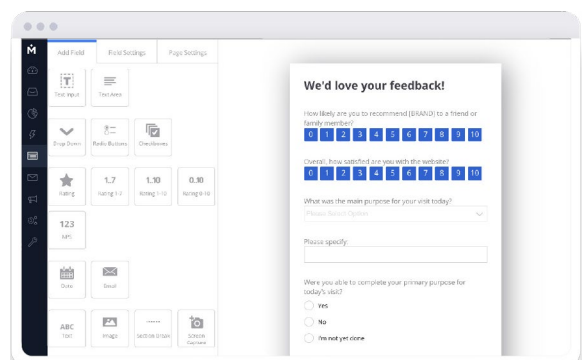 Add Field Field Settings Page Settings
Text Input Text Area
Drop Down Radio Buttons Checkboxes
1..7 1..10 0..10
Rating Rating 1-7 Rating 1-10 Rating 0-10
123
NPS
Date Email
ABC
Text Image Section Break Screen Capture
We'd love your feedback!
How likely are you to recommend [BRAND] to a friend or
family member?
0 1 2 3 4 5 6 7 8 9 10
Overall, how satisfied are you with the website?
0 1 2 3 4 5 6 7 8 9 10
What was the main purpose for your visit today?
Please Select Option
Please specify:
Were you able to complete your primary purpose for
today's visit?
Yes
No
I'm not yet done